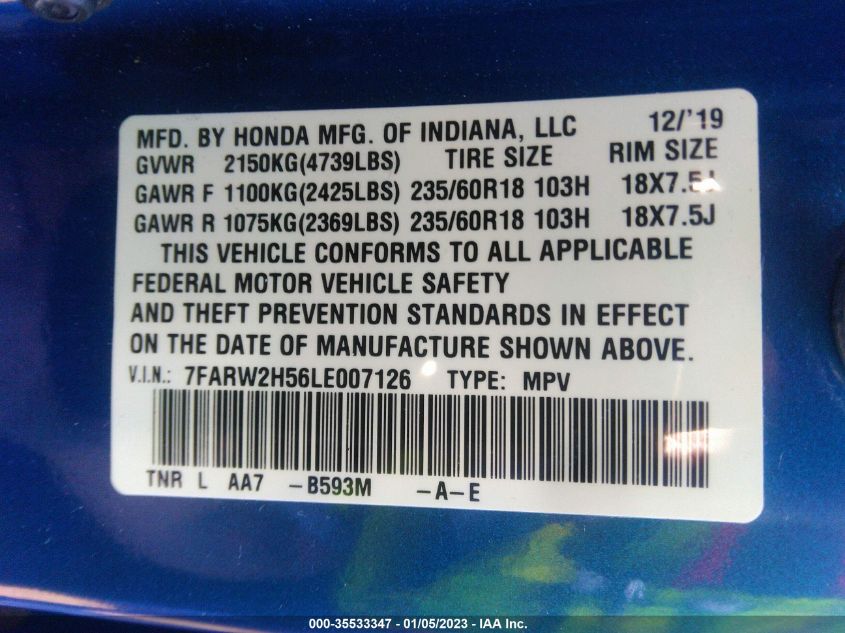 MFD. BY HONDA MFG. OF INDIANA, LLC 12/'19
GVWR 2150KG(4739LBS) TIRE SIZE RIM SIZE
GAWR F 1100KG(2425LBS) 235/60R18 103H 18X7.5J
GAWR R 1075KG(2369LBS) 235/60R18 103H 18X7.5J
THIS VEHICLE CONFORMS TO ALL APPLICABLE
FEDERAL MOTOR VEHICLE SAFETY
AND THEFT PREVENTION STANDARDS IN EFFECT
ON THE DATE OF MANUFACTURE SHOWN ABOVE.
V.I.N.: 7FARW2H56LE007126 TYPE: MPV
TNR L AA7 -B593M -A-E
000-35533347 - 01/05/2023 - IAA Inc.